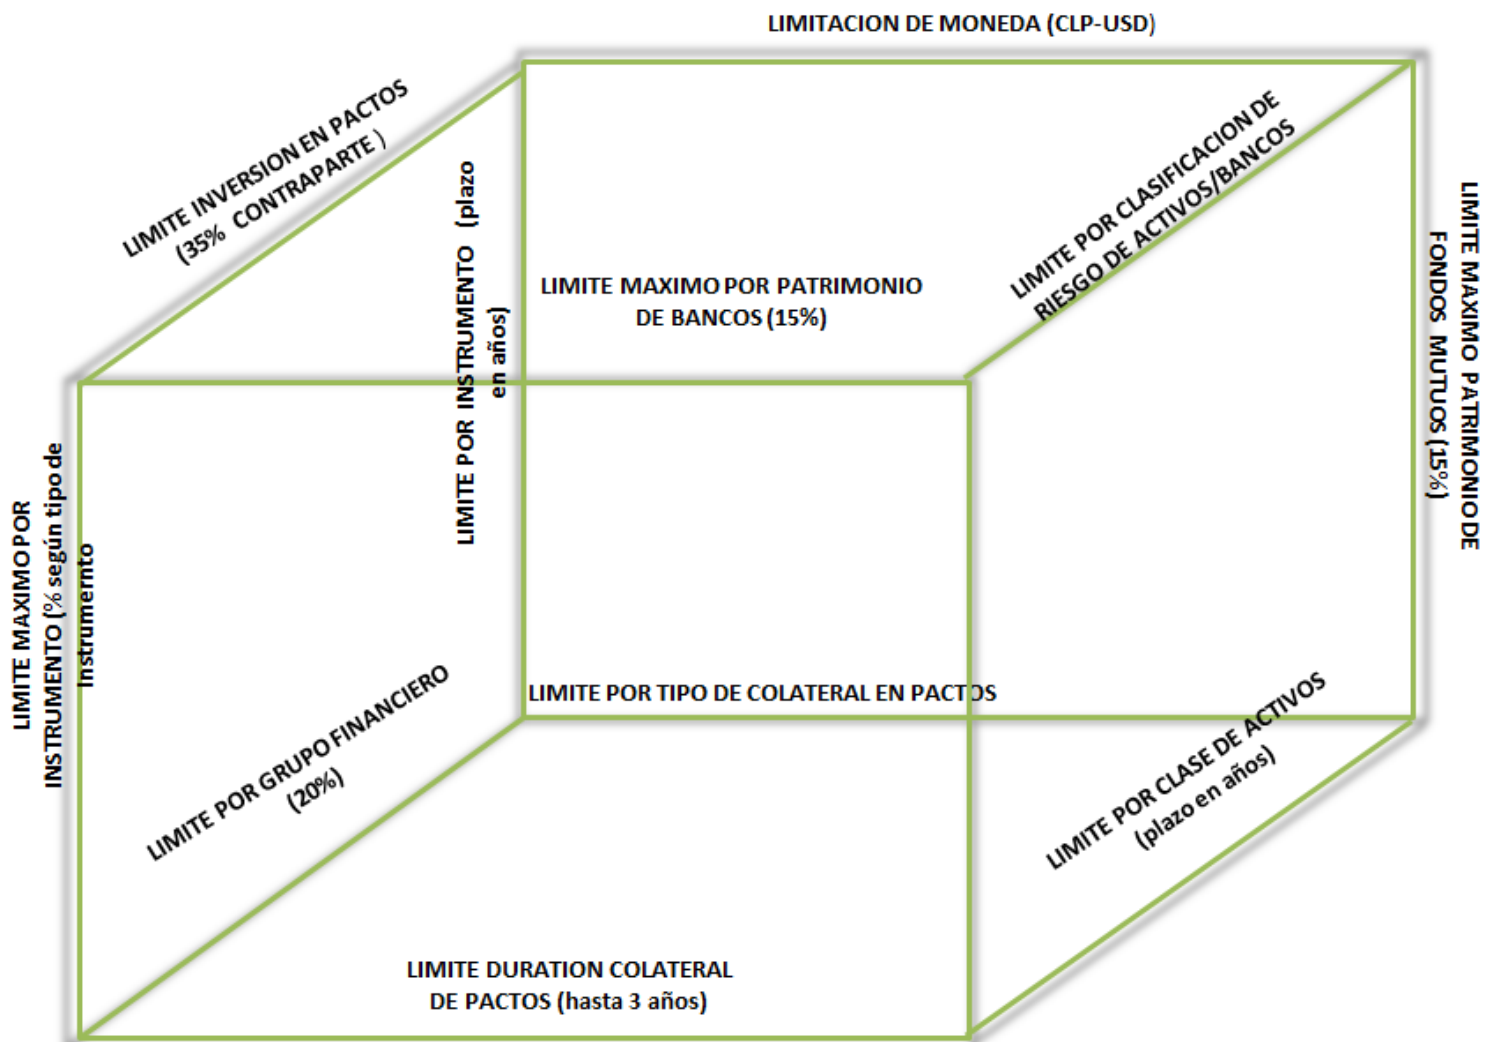 LIMITACION DE MONEDA (CLP-USD)
LIMITE INVERSION EN PACTOS
(35% CONTRAPARTE )
LIMITE POR INSTRUMENTO (plazo
en años)
LIMITE MAXIMO POR PATRIMONIO
DE BANCOS (15%)
LIMITE POR CLASIFICACION DE
RIESGO DE ACTIVOS/BANCOS
LIMITE MAXIMO PATRIMONIO DE
FONDOS MUTUOS (15%)
LIMITE MAXIMO POR
INSTRUMENTO (% según tipo de
Instrumernto
LIMITE POR GRUPO FINANCIERO
(20%)
LIMITE POR TIPO DE COLATERAL EN PACTOS
LIMITE POR CLASE DE ACTIVOS
(plazo en años)
LIMITE DURATION COLATERAL
DE PACTOS (hasta 3 años)